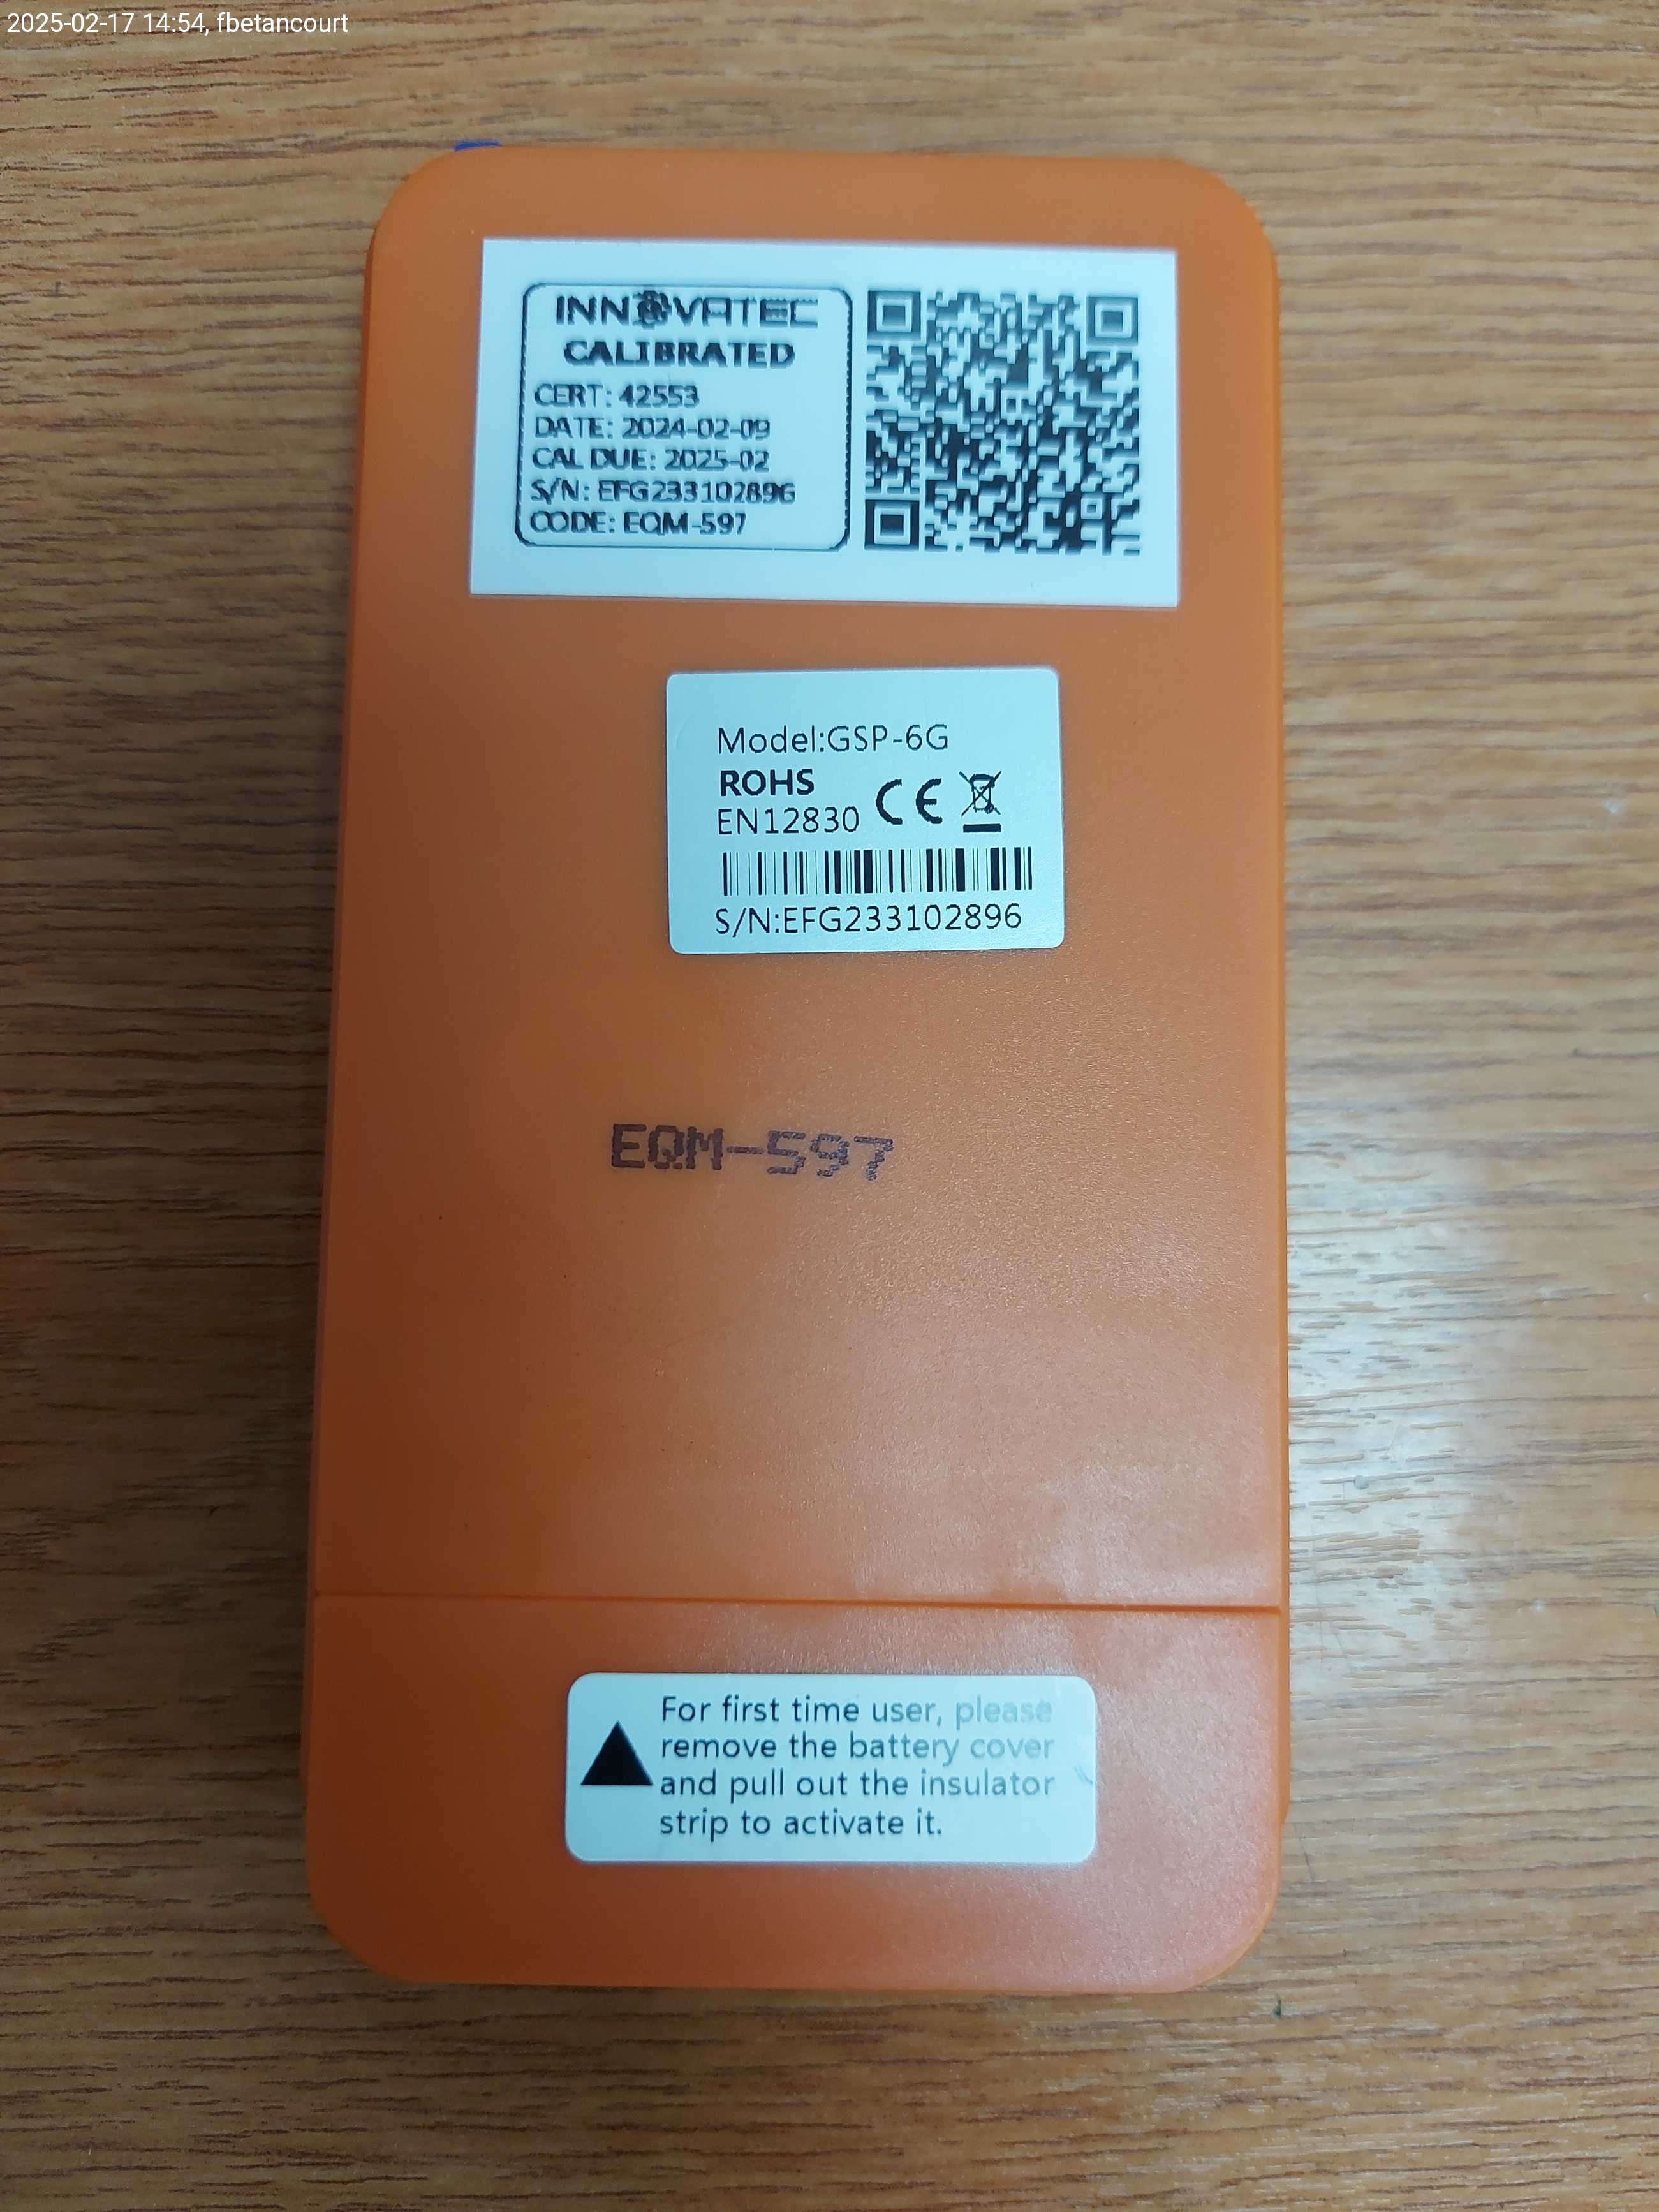 2025-02-17 14:54, fbetancourt
INNOVATEC
CALIBRATED
CERT: 42553
DATE: 2024-02-09
CAL DUE: 2025-02
S/N: EFG233102896
CODE: EQM-597
Model:GSP-6G
ROHS
EN12830 CE
S/N:EFG233102896
EQM-597
For first time user, please
remove the battery cover
and pull out the insulator
strip to activate it.